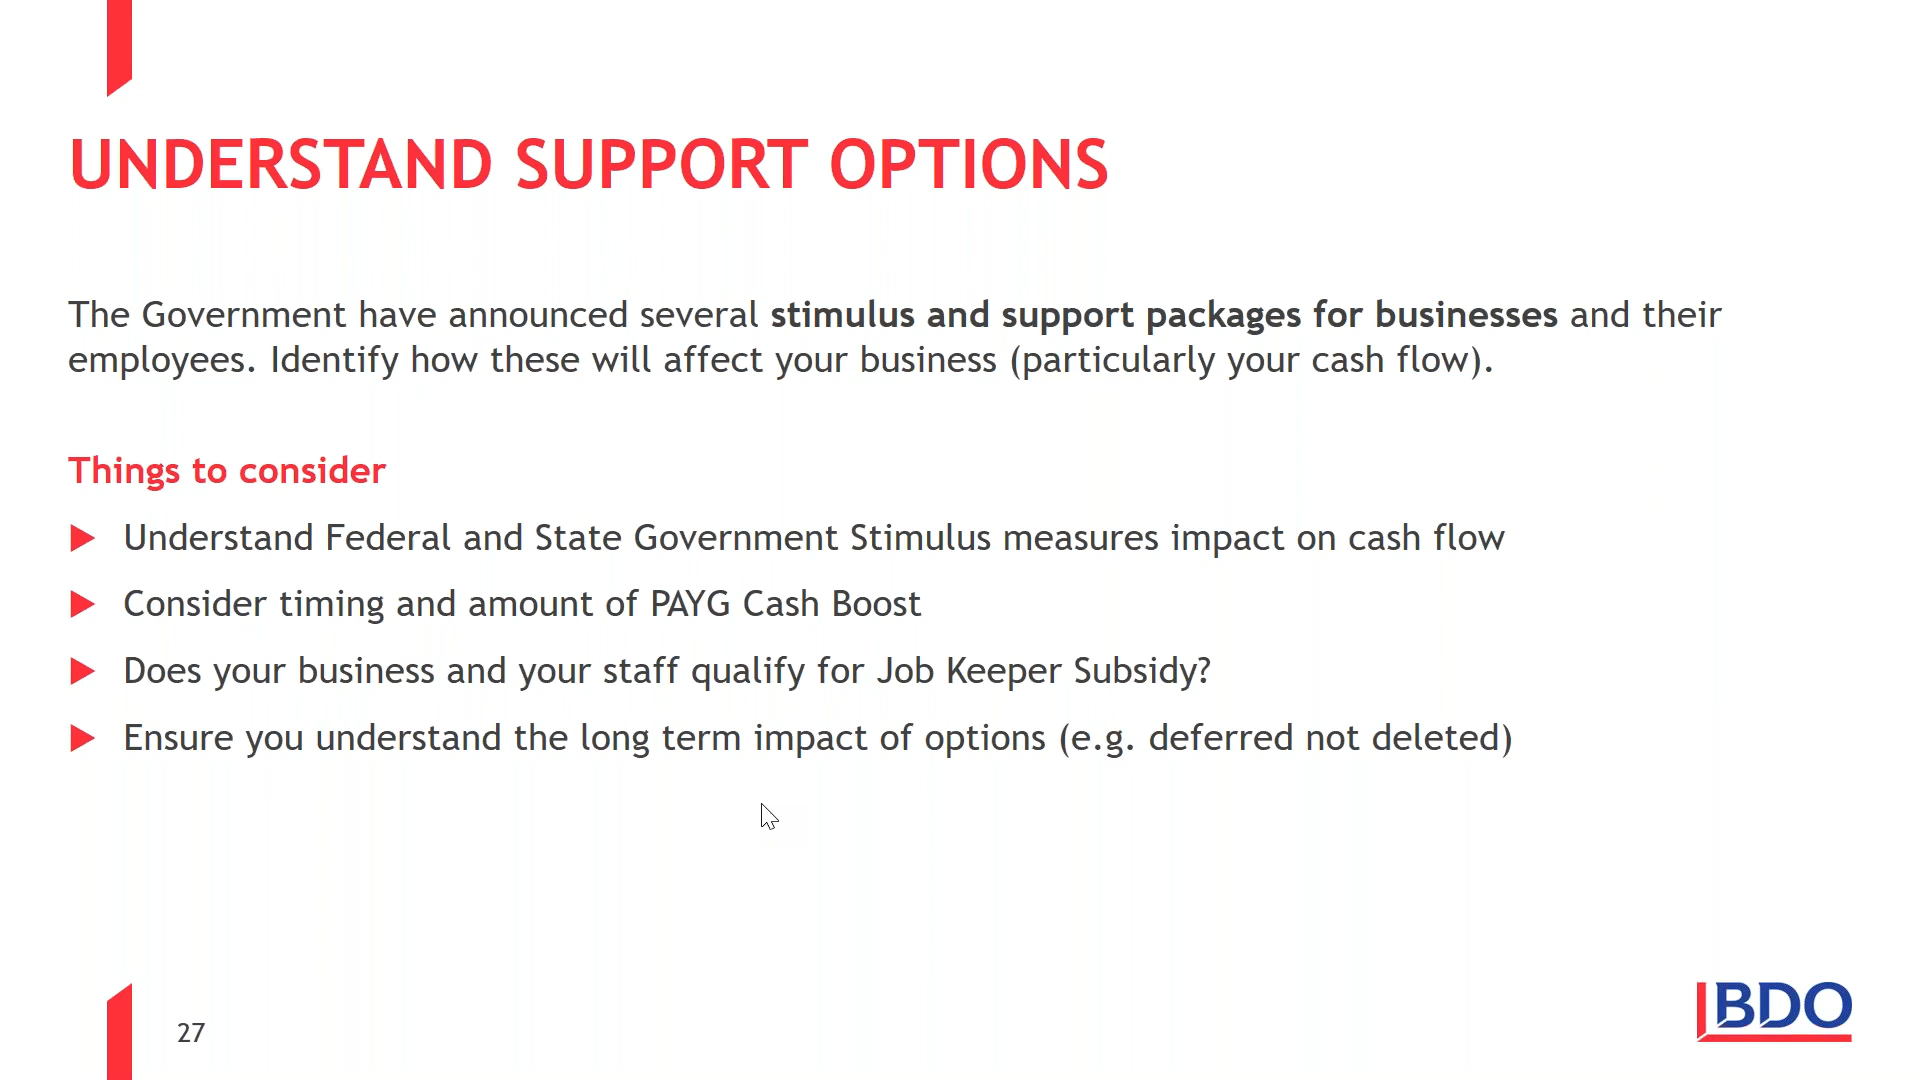 UNDERSTAND SUPPORT OPTIONS
The Government have announced several stimulus and support packages for businesses and their
employees. Identify how these will affect your business (particularly your cash flow).
Things to consider
Understand Federal and State Government Stimulus measures impact on cash flow
Consider timing and amount of PAYG Cash Boost
Does your business and your staff qualify for Job Keeper Subsidy?
Ensure you understand the long term impact of options (e.g. deferred not deleted)
27
BDO